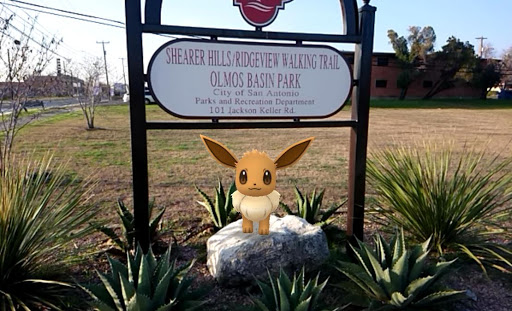 SHEARER HILLS/RIDGEVIEW WALKING TRAIL
OLMOS BASIN PARK
City of San Antonio
Parks and Recreation Department
101 Jackson Keller Rd.